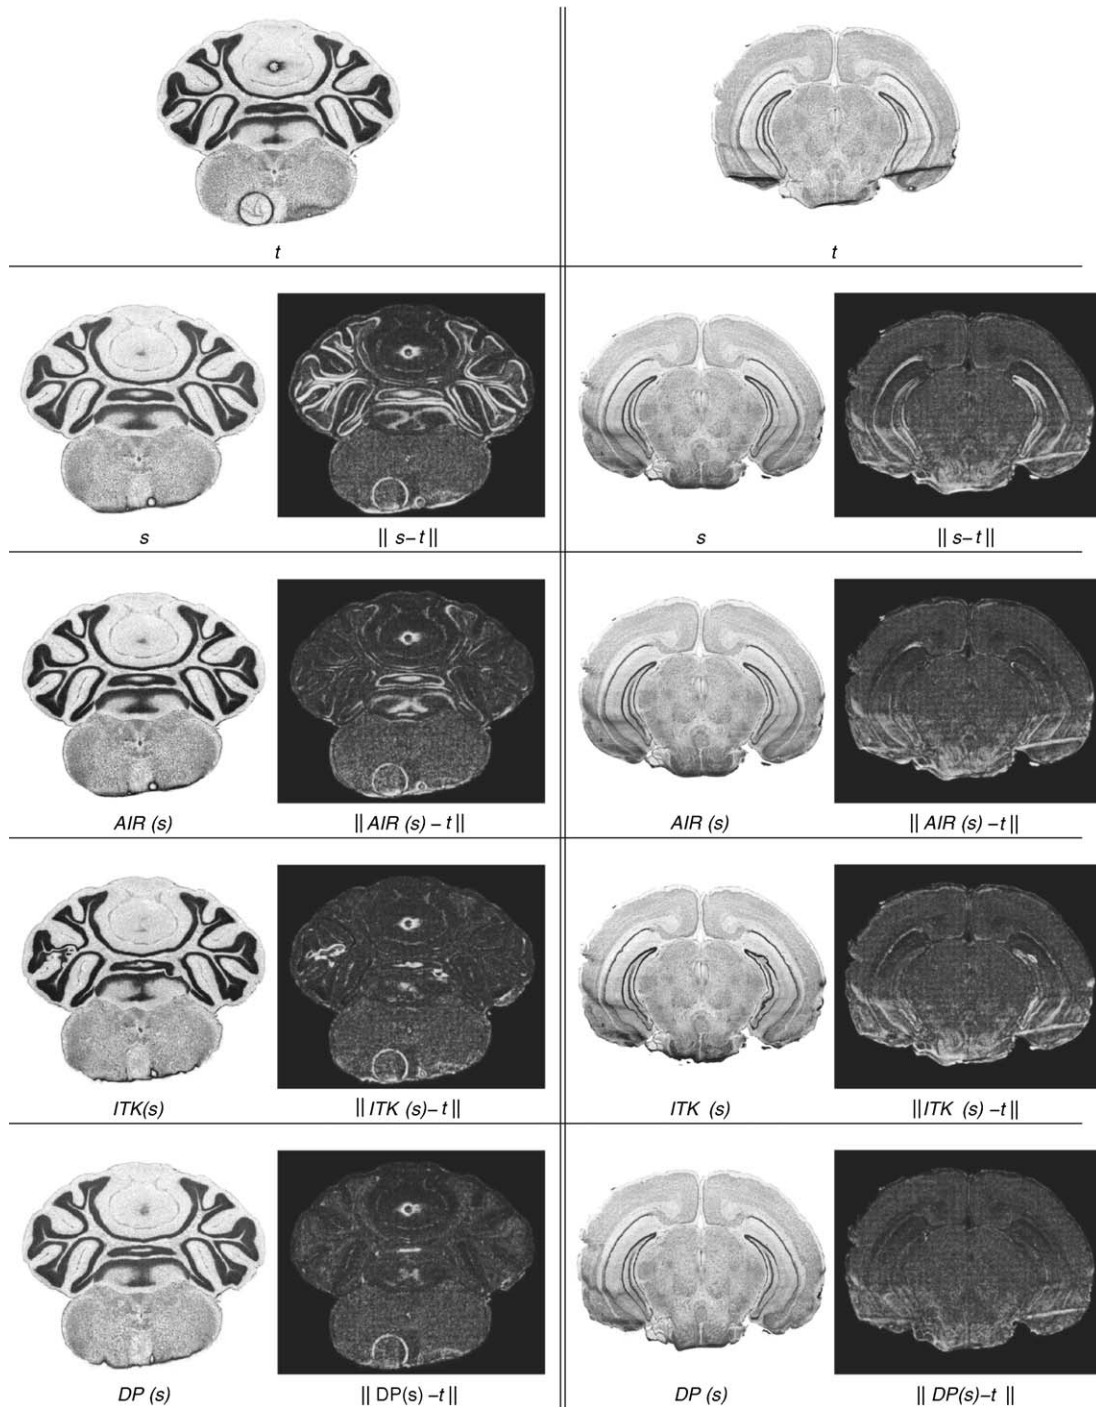 t t
s || s–t || s || s–t ||
AIR (s) || AIR (s) – t || AIR (s) || AIR (s) –t ||
ITK(s) || ITK (s)–t || ITK (s) ||ITK (s) –t ||
DP (s) || DP(s) –t || DP (s) || DP(s)–t ||